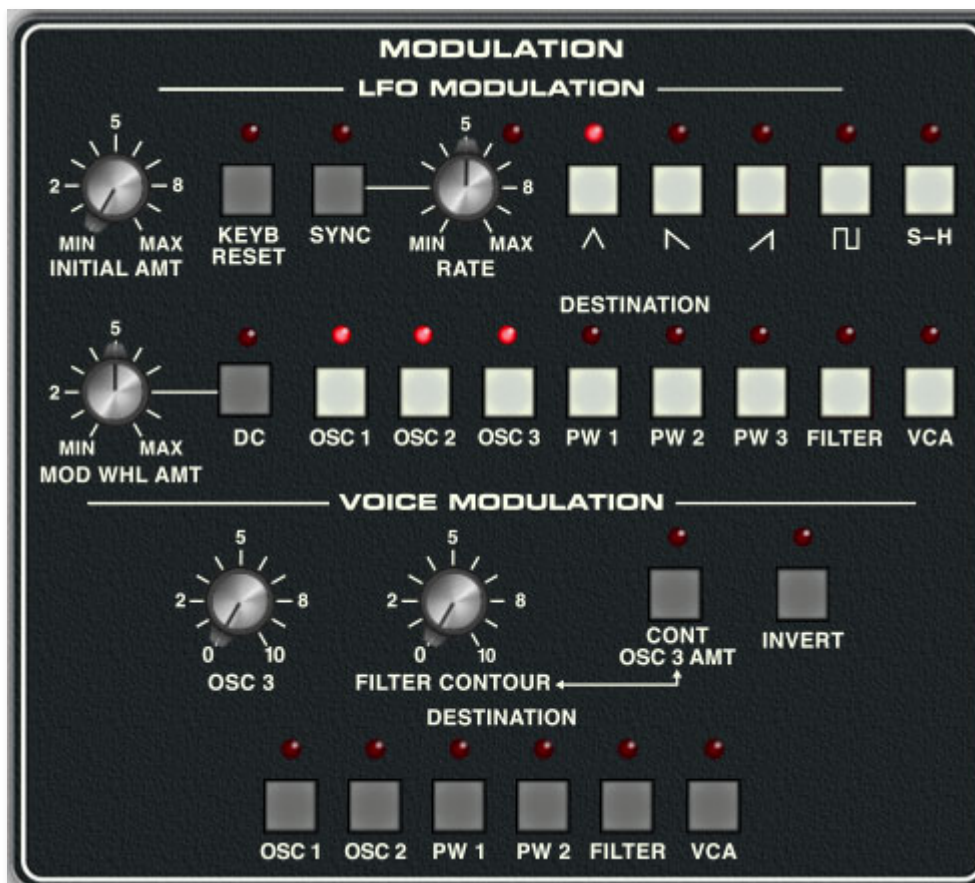 MODULATION
LFO MODULATION
5
5
2
8
8
MIN MAX
KEYB
RESET
SYNC
MIN MAX
S-H
INITIAL AMT
RATE
DESTINATION
5
2
MIN MAX
DC
OSC 1
OSC 2
OSC 3
PW 1
PW 2
PW 3
FILTER
VCA
MOD WHL AMT
VOICE MODULATION
5
5
2
8
2
8
0 10
0 10
CONT
OSC 3 AMT
INVERT
OSC 3
FILTER CONTOUR
DESTINATION
OSC 1
OSC 2
PW 1
PW 2
FILTER
VCA